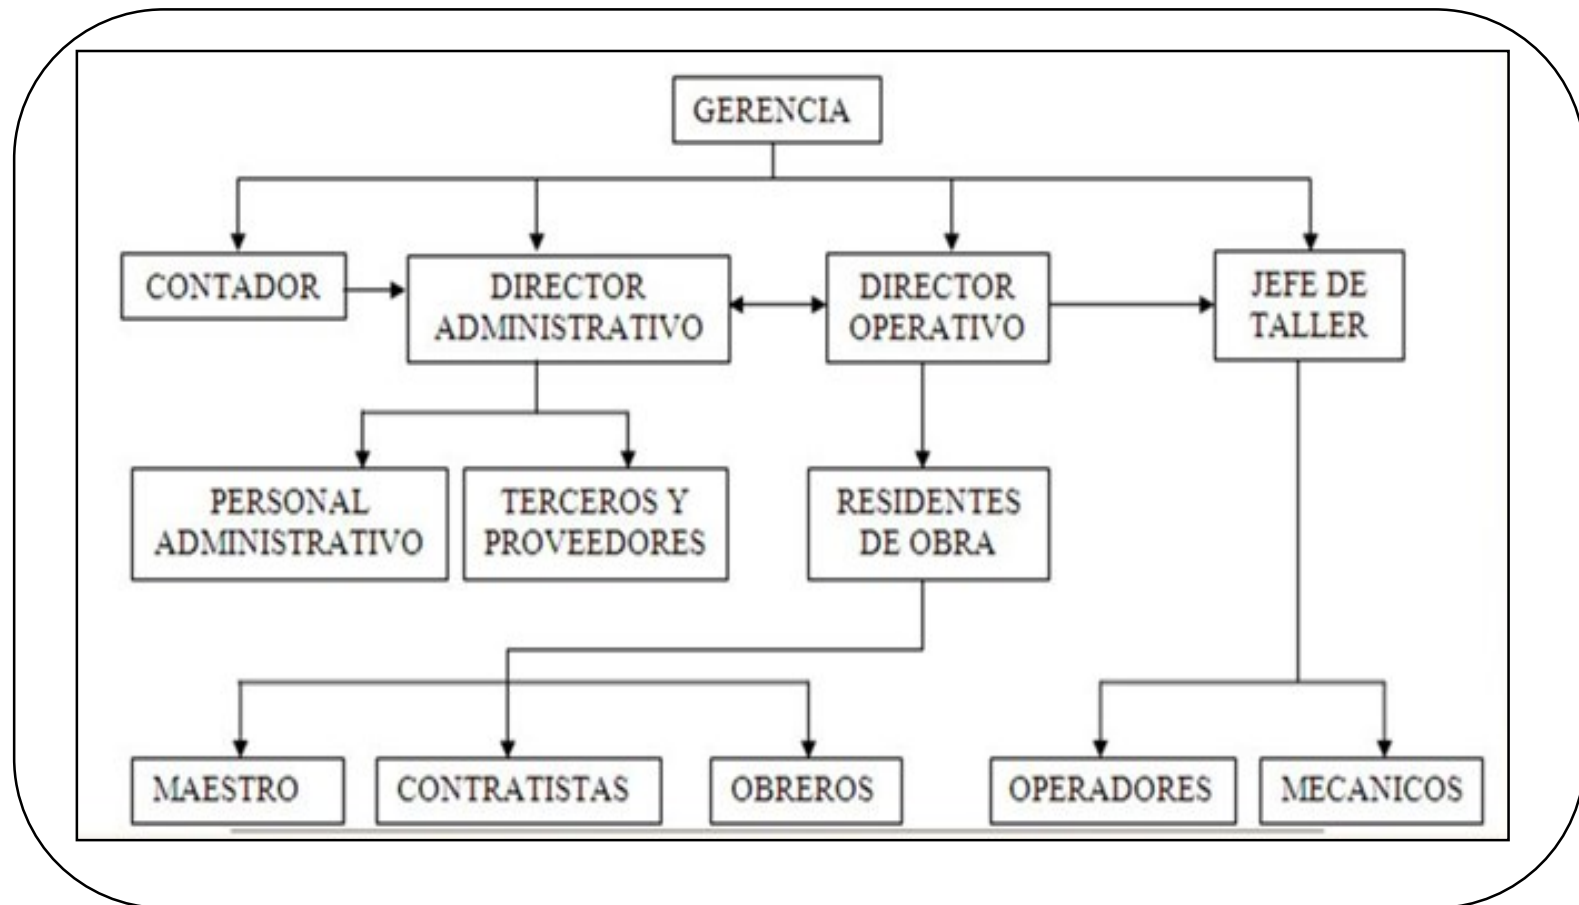 GERENCIA
CONTADOR
DIRECTOR
ADMINISTRATIVO
DIRECTOR
OPERATIVO
JEFE DE
TALLER
PERSONAL
ADMINISTRATIVO
TERCEROS Y
PROVEEDORES
RESIDENTES
DE OBRA
MAESTRO
CONTRATISTAS
OBREROS
OPERADORES
MECANICOS